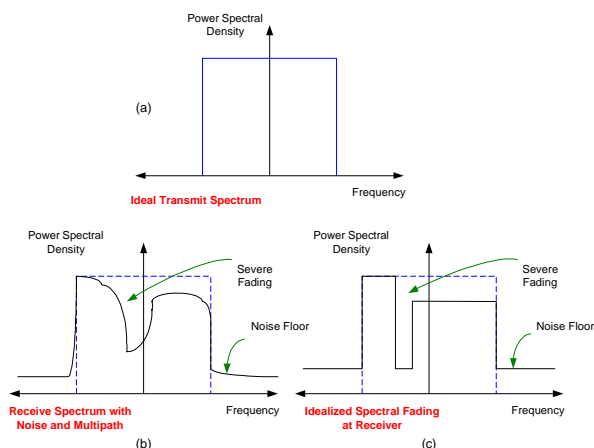 Power Spectral
Density
(a)
Frequency
Ideal Transmit Spectrum
Power Spectral
Density
Severe
Fading
Noise Floor
Frequency
Receive Spectrum with
Noise and Multipath
(b)
Power Spectral
Density
Severe
Fading
Noise Floor
Frequency
Idealized Spectral Fading
at Receiver
(c)